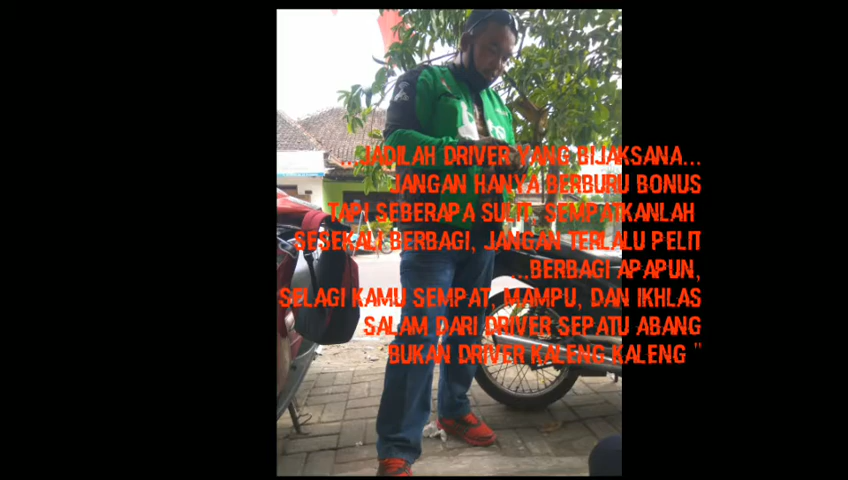 ...JADILAH DRIVER YANG BIJAKSANA...
JANGAN HANYA BERBURU BONUS
TAPI SEBERAPA SULIT, SEMPATKANLAH
SESEKALI BERBAGI, JANGAN TERLALU PELIT
...BERBAGI APAPUN,
SELAGI KAMU SEMPAT, MAMPU, DAN IKHLAS
SALAM DARI DRIVER SEPATU ABANG
BUKAN DRIVER KALENG KALENG "